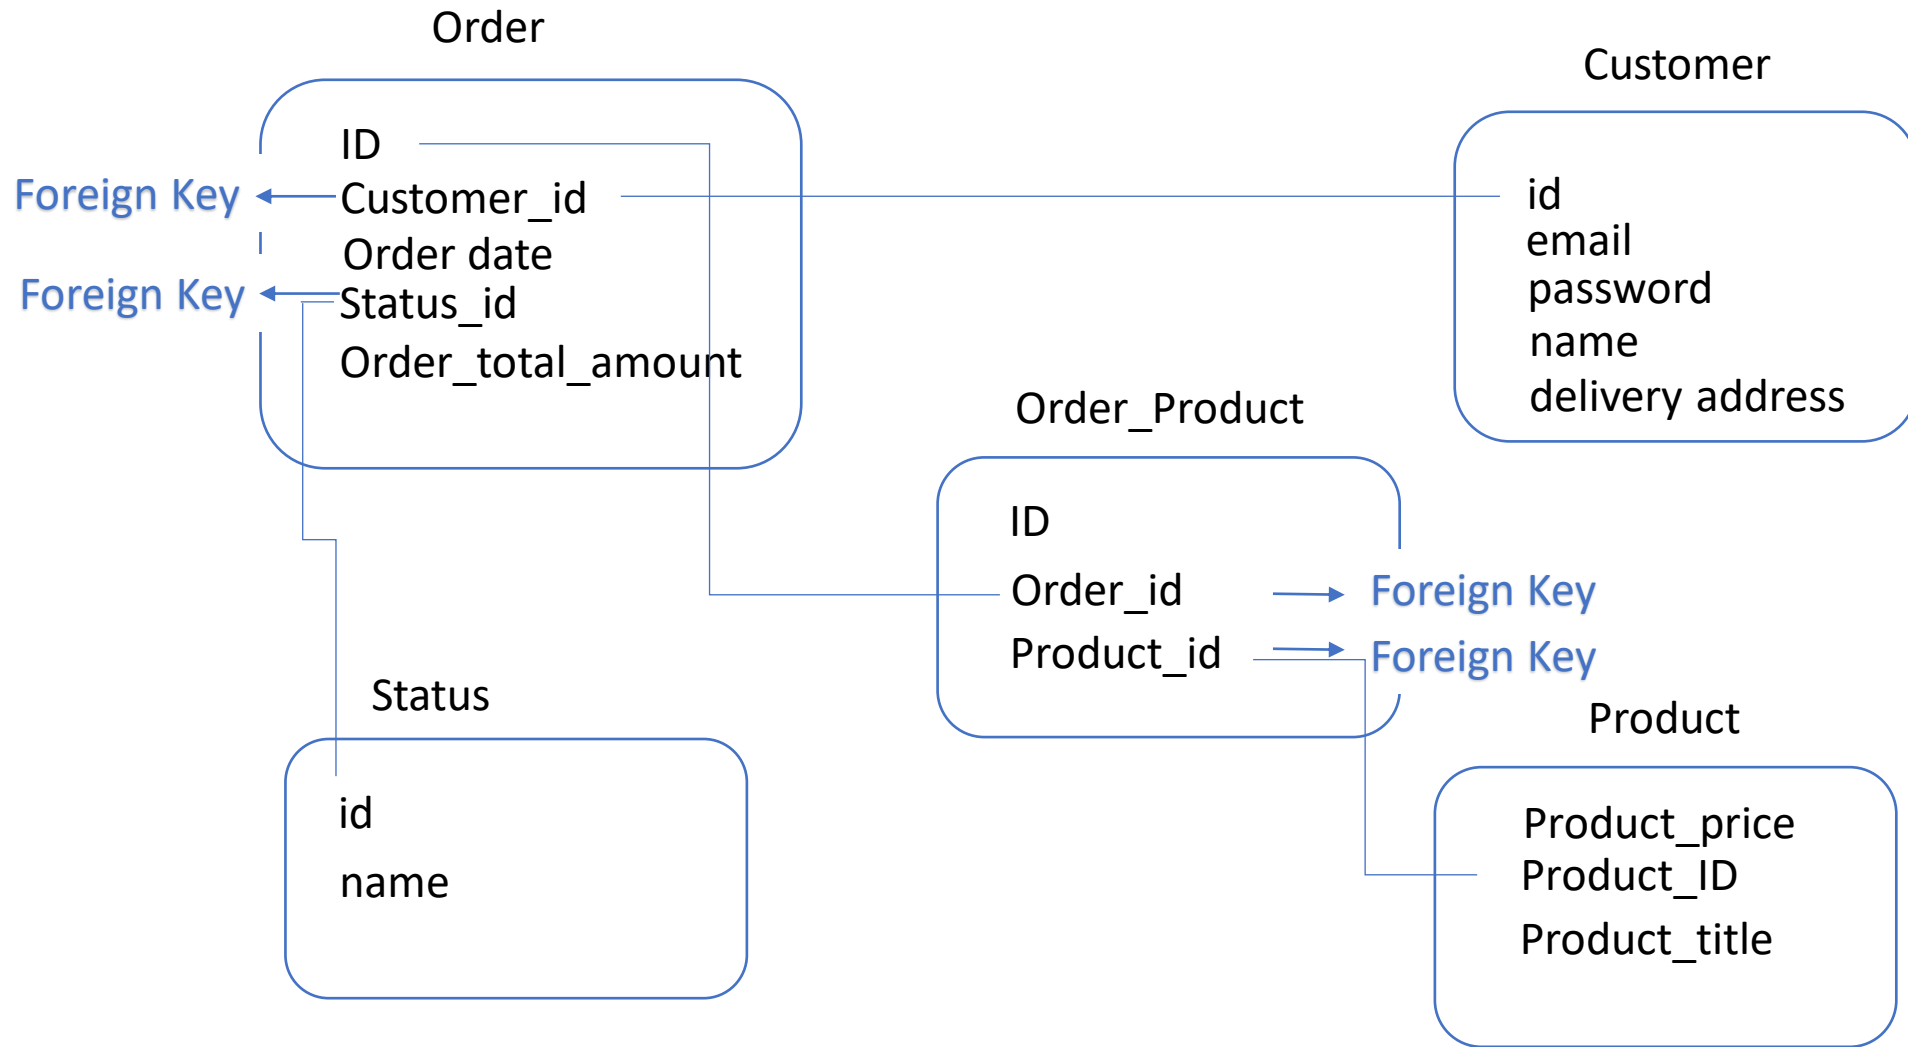 Order
ID
Foreign Key
Customer_id
Order date
Foreign Key
Status_id
Order_total_amount
Customer
id
email
password
name
delivery address
Order_Product
ID
Order_id
Foreign Key
Product_id
Foreign Key
Status
id
name
Product
Product_price
Product_ID
Product_title